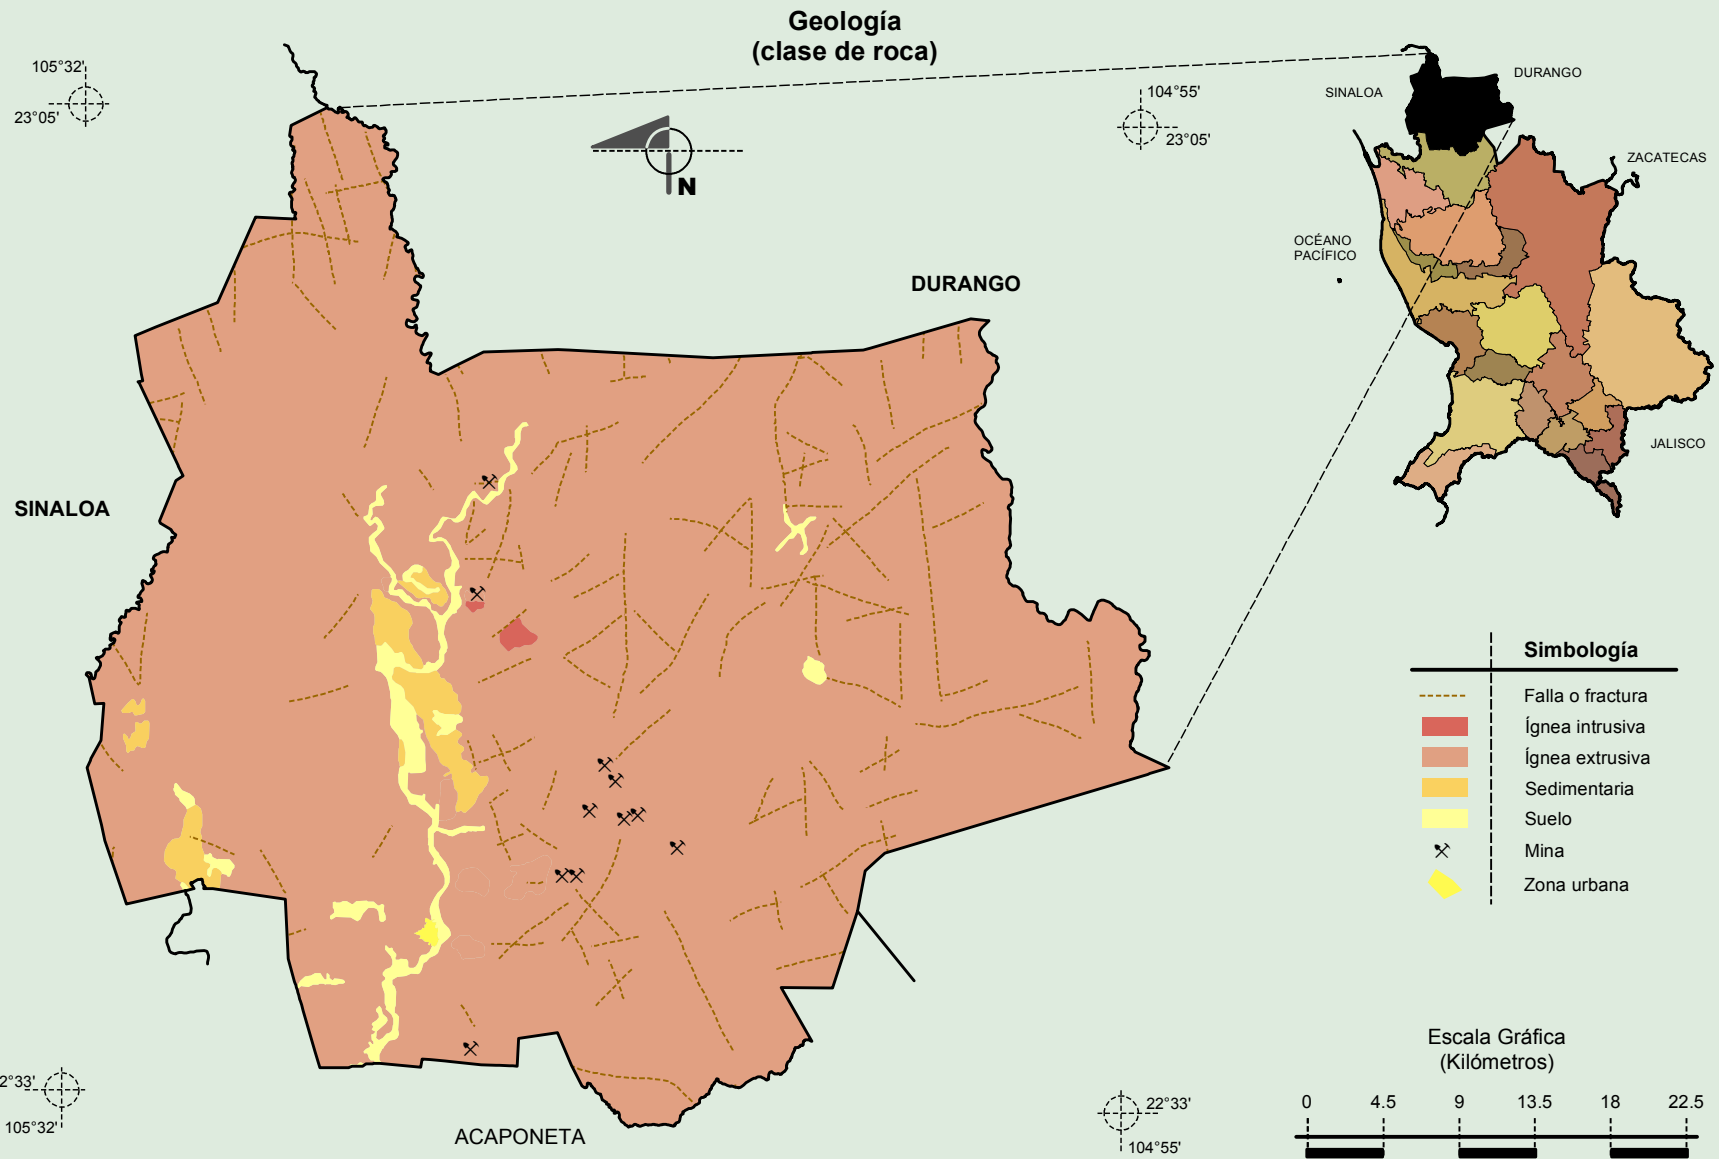 Geología
(clase de roca)
105°32'
23°05'
104°55'
23°05'
N
SINALOA
DURANGO
ZACATECAS
OCÉANO
PACÍFICO
JALISCO
DURANGO
SINALOA
Simbología
Falla o fractura
Ígnea intrusiva
Ígnea extrusiva
Sedimentaria
Suelo
Mina
Zona urbana
Escala Gráfica
(Kilómetros)
0 4.5 9 13.5 18 22.5
2°33'
105°32'
ACAPONETA
22°33'
104°55'